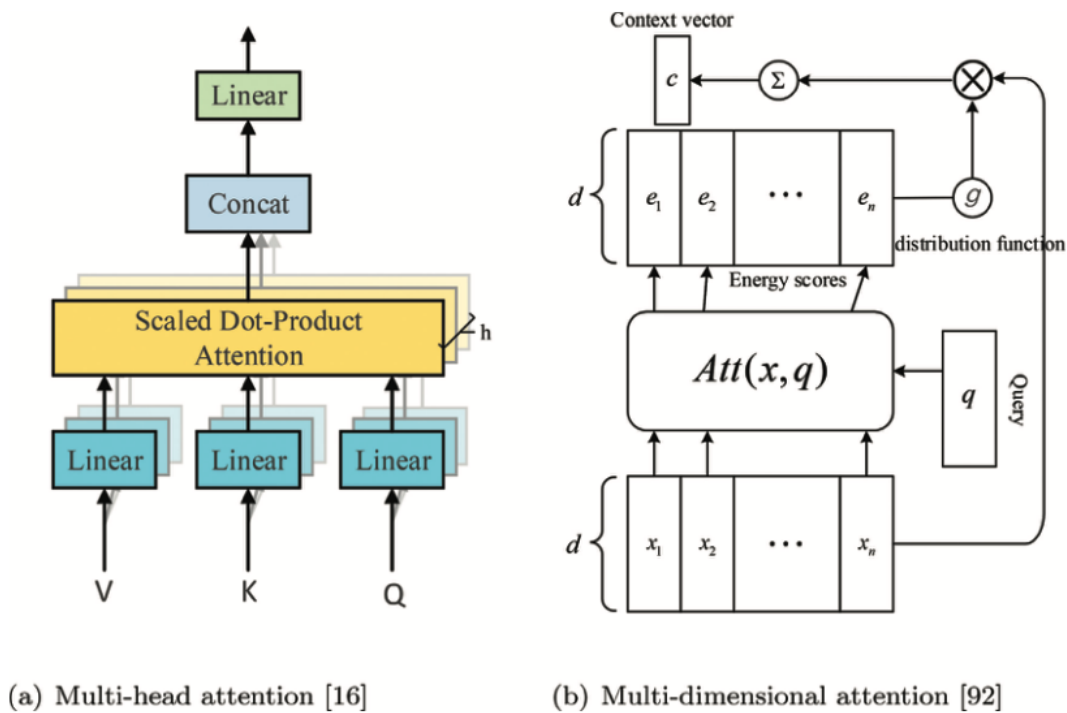 Linear
Concat
Scaled Dot-Product
Attention
h
Linear
Linear
Linear
V
K
Q
(a) Multi-head attention [16]
Context vector
c
Σ
d
e1
e2
...
en
g
distribution function
Energy scores
Att(x,q)
q
Query
d
x1
x2
...
xn
(b) Multi-dimensional attention [92]